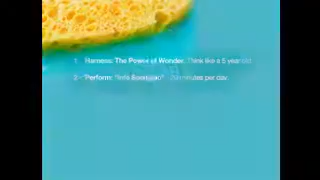 1. Harness: The Power of Wonder. Think like a 5 year old
2. Perform: minutes per day